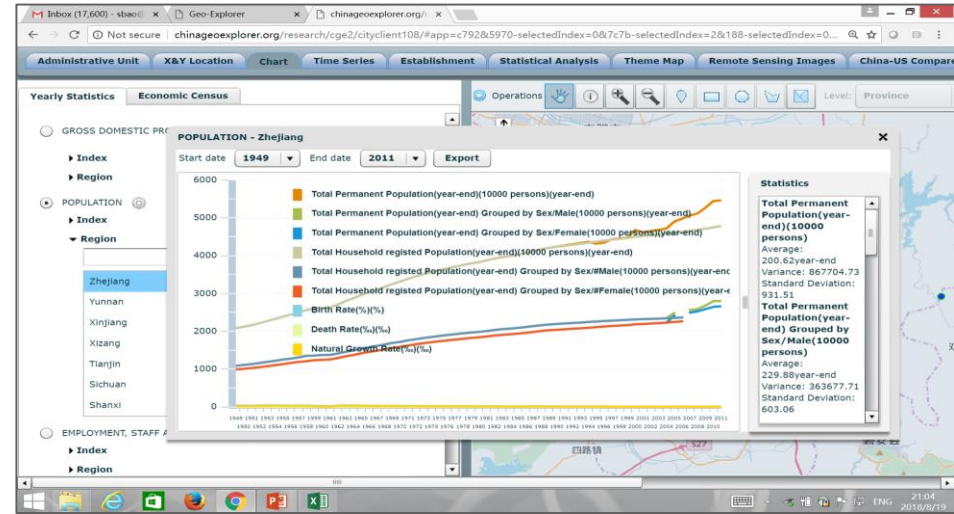 Inbox (17,600) - sbao@
Geo-Explorer
chinageoexplorer.org/
Not secure
chinageoexplorer.org/research/cge2/cityclient108/#app=c792&5970-selectedIndex=0&7c7b-selectedIndex=2&188-selectedIndex=0...
Administrative Unit
X&Y Location
Chart
Time Series
Establishment
Statistical Analysis
Theme Map
Remote Sensing Images
China-US Compare
Yearly Statistics
Economic Census
Operations
Level:
Province
GROSS DOMESTIC PR
Index
Region
POPULATION
Index
Region
Zhejiang
Yunnan
Xinjiang
Xizang
Tianjin
Sichuan
Shanxi
EMPLOYMENT, STAFF A
Index
Region
POPULATION - Zhejiang
Start date
1949
End date
2011
Export
6000
5000
4000
3000
2000
1000
0
Total Permanent Population(year-end)(10000 persons)(year-end)
Total Permanent Population(year-end) Grouped by Sex/Male(10000 persons)(year-end)
Total Permanent Population(year-end) Grouped by Sex/Female(10000 persons)(year-end)
Total Household registed Population(year-end)(10000 persons)(year-end)
Total Household registed Population(year-end) Grouped by Sex/#Male(10000 persons)(year-enc
Total Household registed Population(year-end) Grouped by Sex/#Female(10000 persons)(year-e
Birth Rate(%)(%)
Death Rate(‰)(‰)
Natural Growth Rate(‰)(‰)
Statistics
Total Permanent
Population(year-
end)(10000
persons)
Average:
200.62year-end
Variance: 867704.73
Standard Deviation:
931.51
Total Permanent
Population(year-
end) Grouped by
Sex/Male(10000
persons)
Average:
229.88year-end
Variance: 363677.71
Standard Deviation:
603.06
四路镇
ENG
21:04
2018/8/19